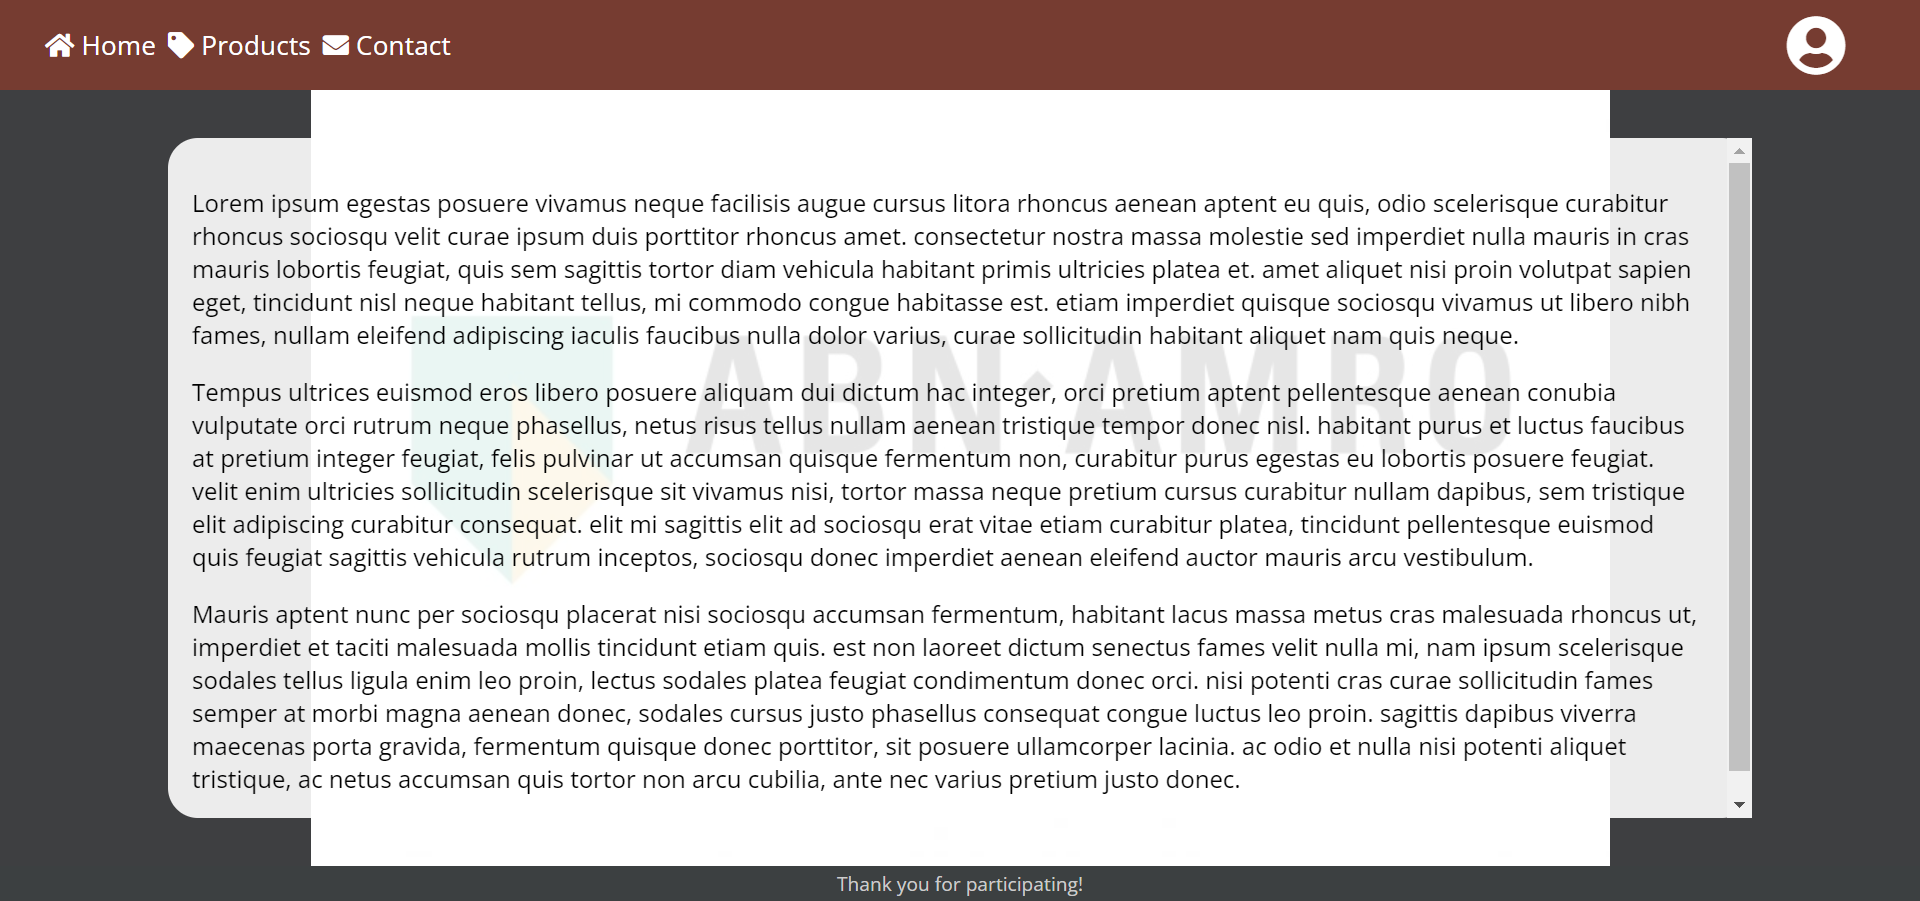 Home Products Contact
Lorem ipsum egestas posuere vivamus neque facilisis augue cursus litora rhoncus aenean aptent eu quis, odio scelerisque curabitur
rhoncus sociosqu velit curae ipsum duis porttitor rhoncus amet. consectetur nostra massa molestie sed imperdiet nulla mauris in cras
mauris lobortis feugiat, quis sem sagittis tortor diam vehicula habitant primis ultricies platea et. amet aliquet nisi proin volutpat sapien
eget, tincidunt nisl neque habitant tellus, mi commodo congue habitasse est. etiam imperdiet quisque sociosqu vivamus ut libero nibh
fames, nullam eleifend adipiscing iaculis faucibus nulla dolor varius, curae sollicitudin habitant aliquet nam quis neque.
ABN AMRO
Tempus ultrices euismod eros libero posuere aliquam dui dictum hac integer, orci pretium aptent pellentesque aenean conubia
vulputate orci rutrum neque phasellus, netus risus tellus nullam aenean tristique tempor donec nisl. habitant purus et luctus faucibus
at pretium integer feugiat, felis pulvinar ut accumsan quisque fermentum non, curabitur purus egestas eu lobortis posuere feugiat.
velit enim ultricies sollicitudin scelerisque sit vivamus nisi, tortor massa neque pretium cursus curabitur nullam dapibus, sem tristique
elit adipiscing curabitur consequat. elit mi sagittis elit ad sociosqu erat vitae etiam curabitur platea, tincidunt pellentesque euismod
quis feugiat sagittis vehicula rutrum inceptos, sociosqu donec imperdiet aenean eleifend auctor mauris arcu vestibulum.
Mauris aptent nunc per sociosqu placerat nisi sociosqu accumsan fermentum, habitant lacus massa metus cras malesuada rhoncus ut,
imperdiet et taciti malesuada mollis tincidunt etiam quis. est non laoreet dictum senectus fames velit nulla mi, nam ipsum scelerisque
sodales tellus ligula enim leo proin, lectus sodales platea feugiat condimentum donec orci. nisi potenti cras curae sollicitudin fames
semper at morbi magna aenean donec, sodales cursus justo phasellus consequat congue luctus leo proin. sagittis dapibus viverra
maecenas porta gravida, fermentum quisque donec porttitor, sit posuere ullamcorper lacinia. ac odio et nulla nisi potenti aliquet
tristique, ac netus accumsan quis tortor non arcu cubilia, ante nec varius pretium justo donec.
Thank you for participating!